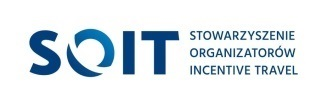 SOIT
STOWARZYSZENIE
ORGANIZATORÓW
INCENTIVE TRAVEL